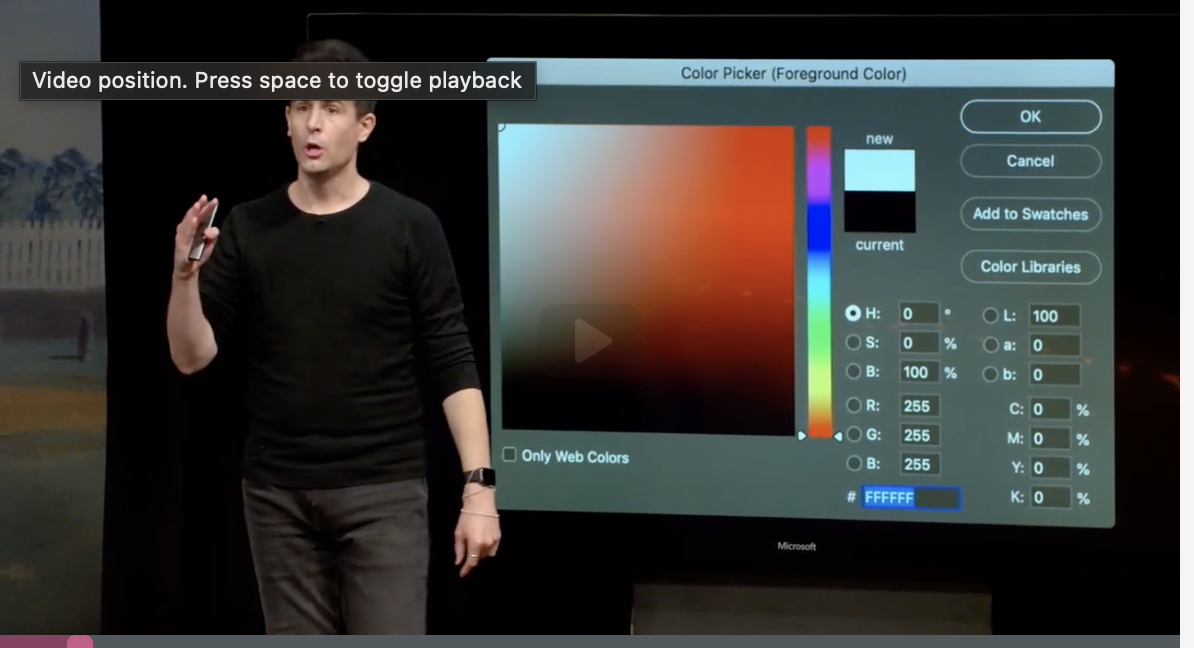 Video position. Press space to toggle playback
Color Picker (Foreground Color)
OK
new
Cancel
Add to Swatches
current
Color Libraries
H: 0 °
L: 100
S: 0 %
a: 0
B: 100 %
b: 0
R: 255
C: 0 %
G: 255
M: 0 %
Only Web Colors
B: 255
Y: 0 %
# FFFFFF
K: 0 %
Microsoft